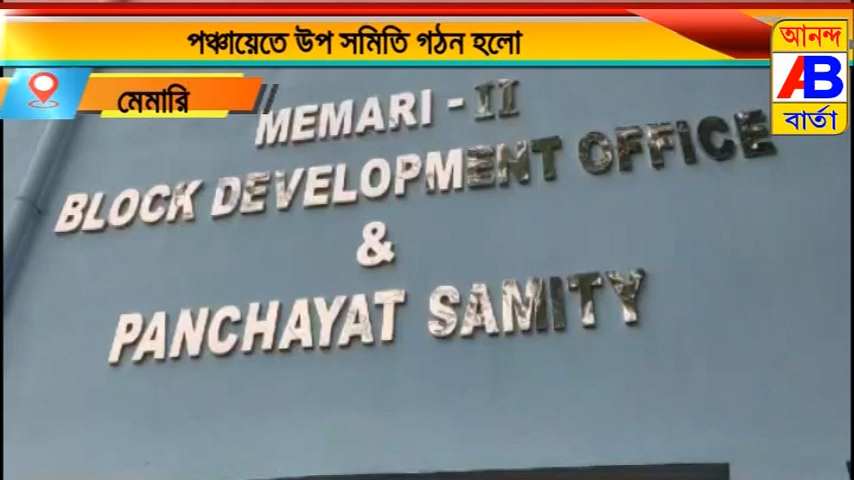 পঞ্চায়েতে উপ সমিতি গঠন হলো
আনন্দ
AB
বার্তা
মেমারি
MEMARI - II
BLOCK DEVELOPMENT OFFICE
&
PANCHAYAT SAMITY